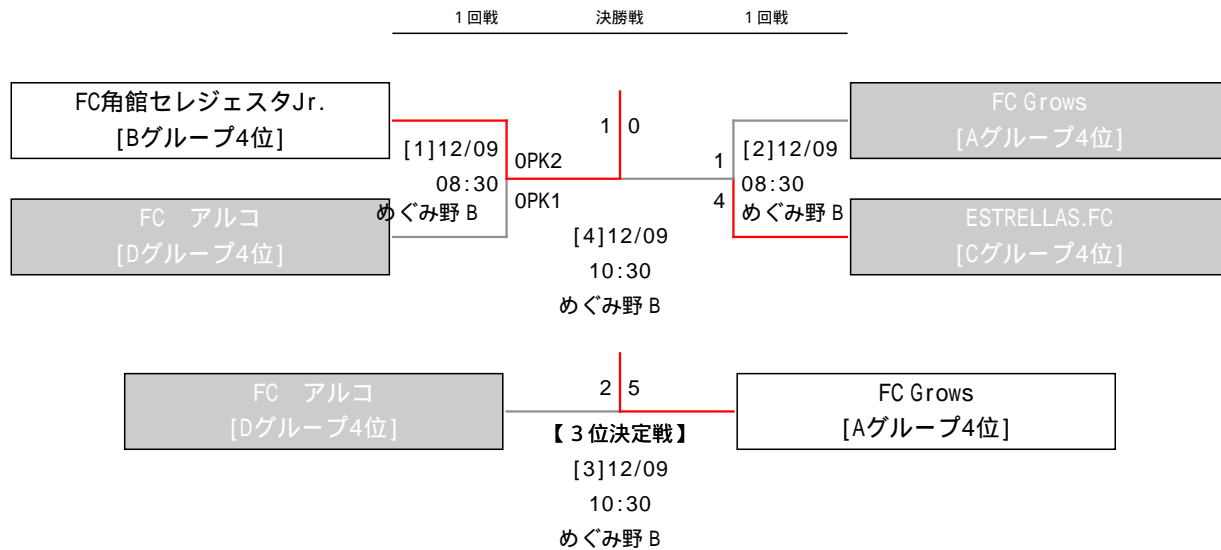 1回戦 決勝戦 1回戦
FC角館セレジェスタJr.
[Bグループ4位]
FC Grows
[Aグループ4位]
1 0
[1]12/09
08:30
めぐみ野 B
0PK2
0PK1
1
4
[2]12/09
08:30
めぐみ野 B
FC　アルコ
[Dグループ4位]
ESTRELLAS.FC
[Cグループ4位]
[4]12/09
10:30
めぐみ野 B
FC　アルコ
[Dグループ4位]
2 5
FC Grows
[Aグループ4位]
【３位決定戦】
[3]12/09
10:30
めぐみ野 B